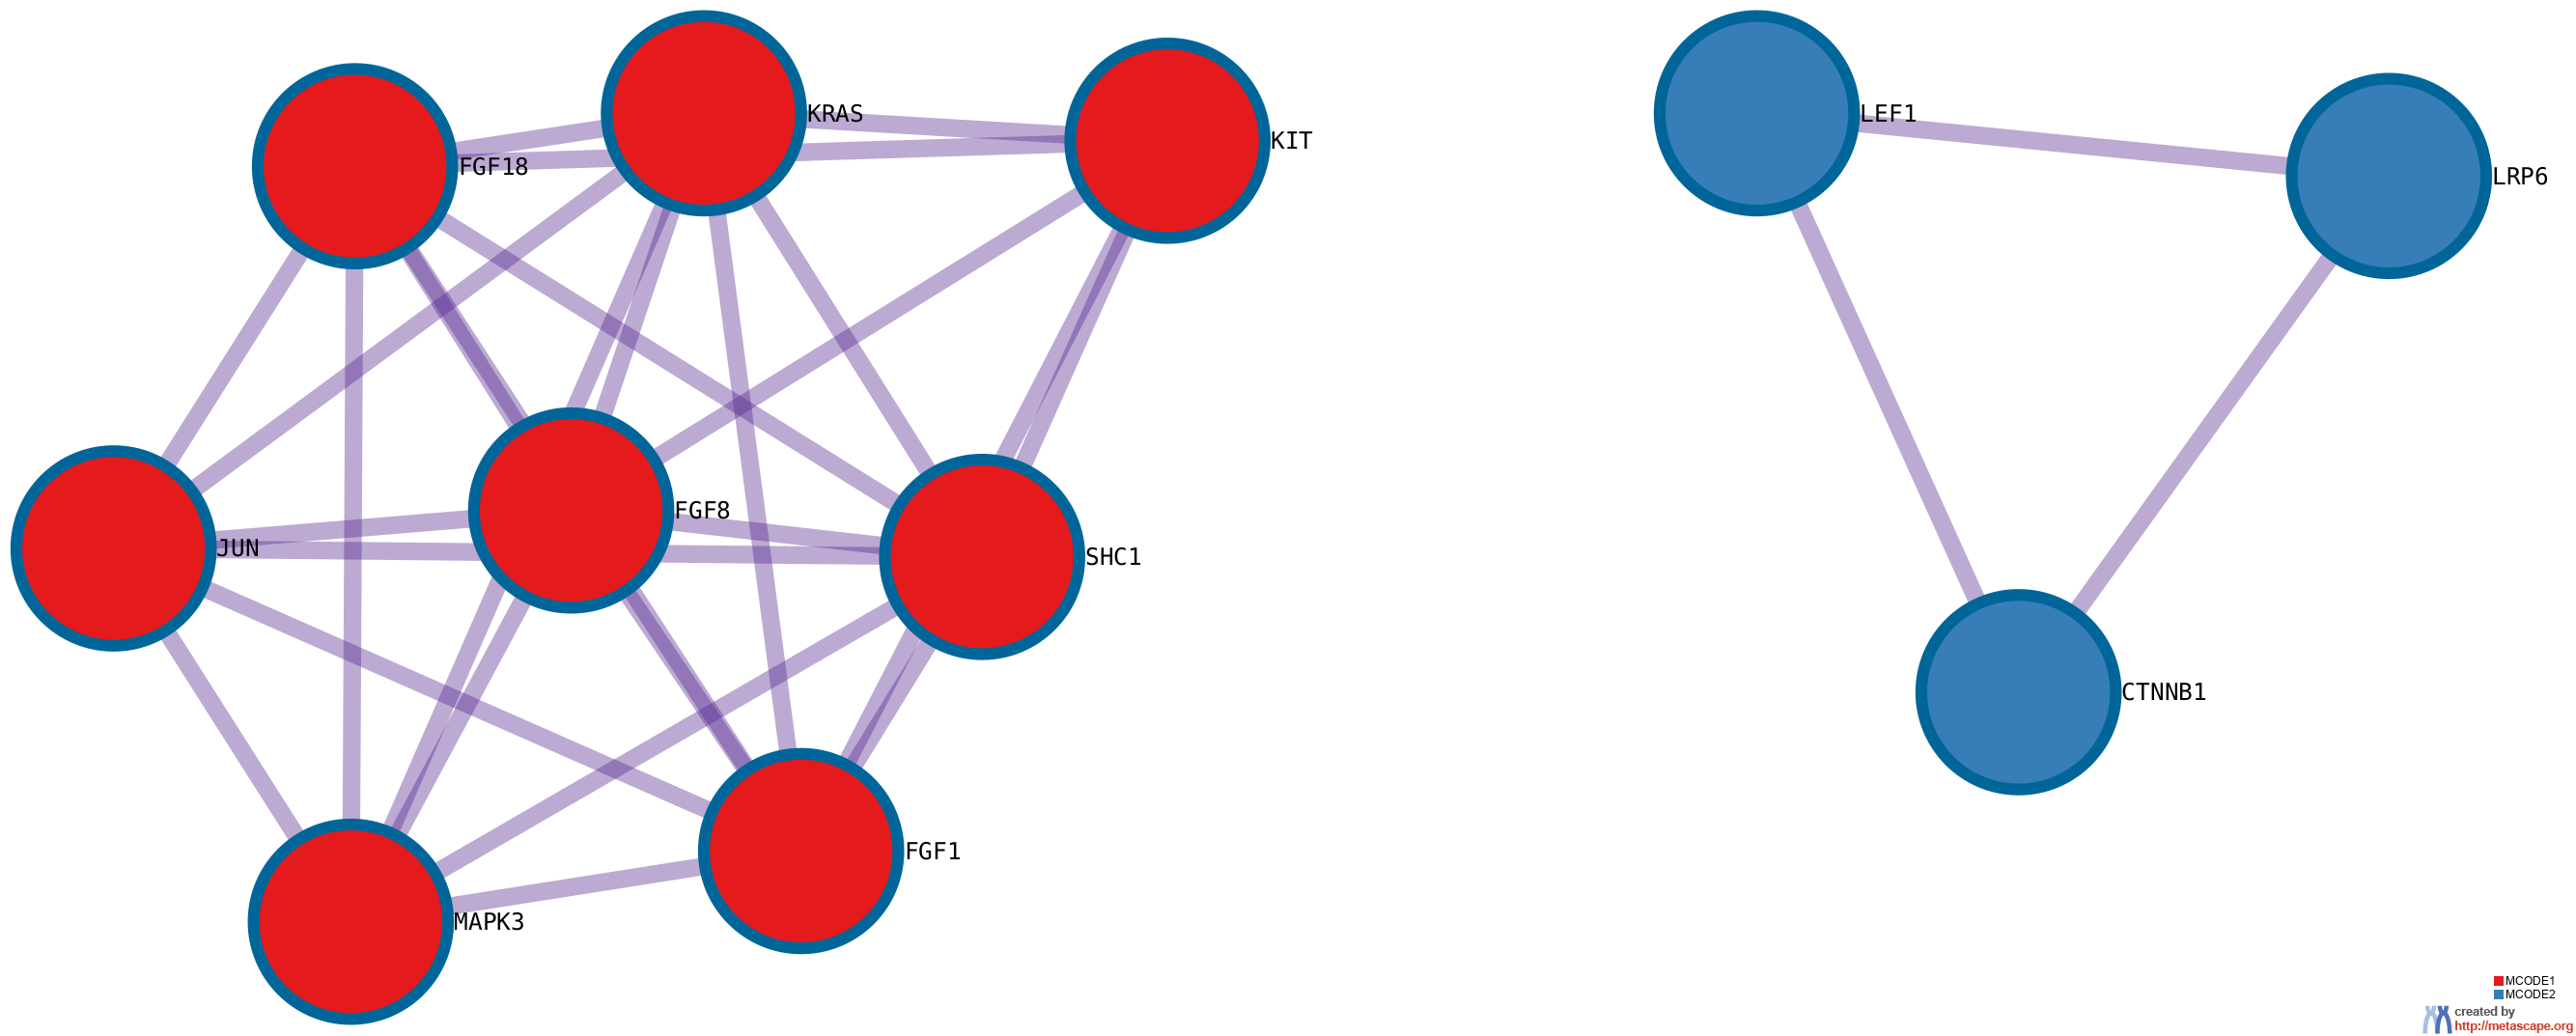 KRAS
KIT
FGF18
FGF8
JUN
SHC1
FGF1
MAPK3
LEF1
LRP6
CTNNB1
MCODE1
MCODE2
created by
http://metascape.org